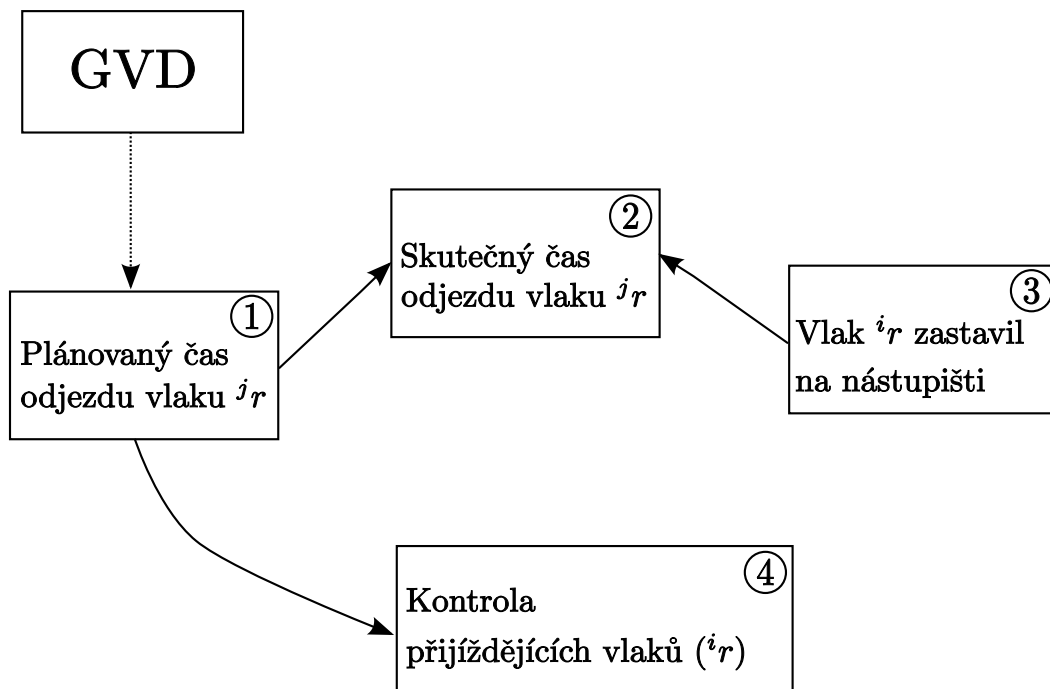 GVD
①
Plánovaný čas
odjezdu vlaku ʲr
②
Skutečný čas
odjezdu vlaku ʲr
③
Vlak ⁱr zastavil
na nástupišti
④
Kontrola
přijíždějících vlaků (ⁱr)